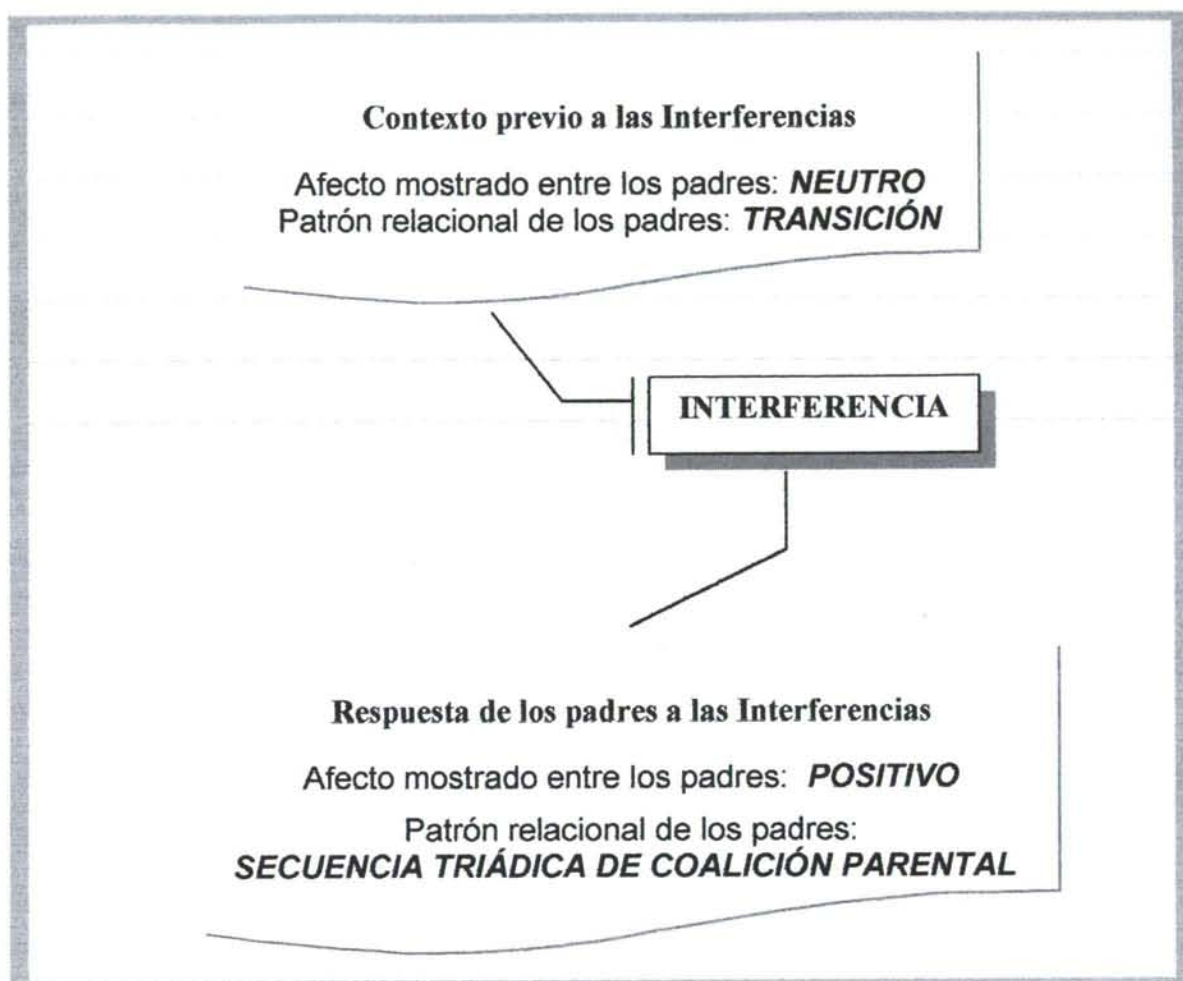 Contexto previo a las Interferencias
Afecto mostrado entre los padres: NEUTRO
Patrón relacional de los padres: TRANSICIÓN
INTERFERENCIA
Respuesta de los padres a las Interferencias
Afecto mostrado entre los padres: POSITIVO
Patrón relacional de los padres:
SECUENCIA TRIÁDICA DE COALICIÓN PARENTAL